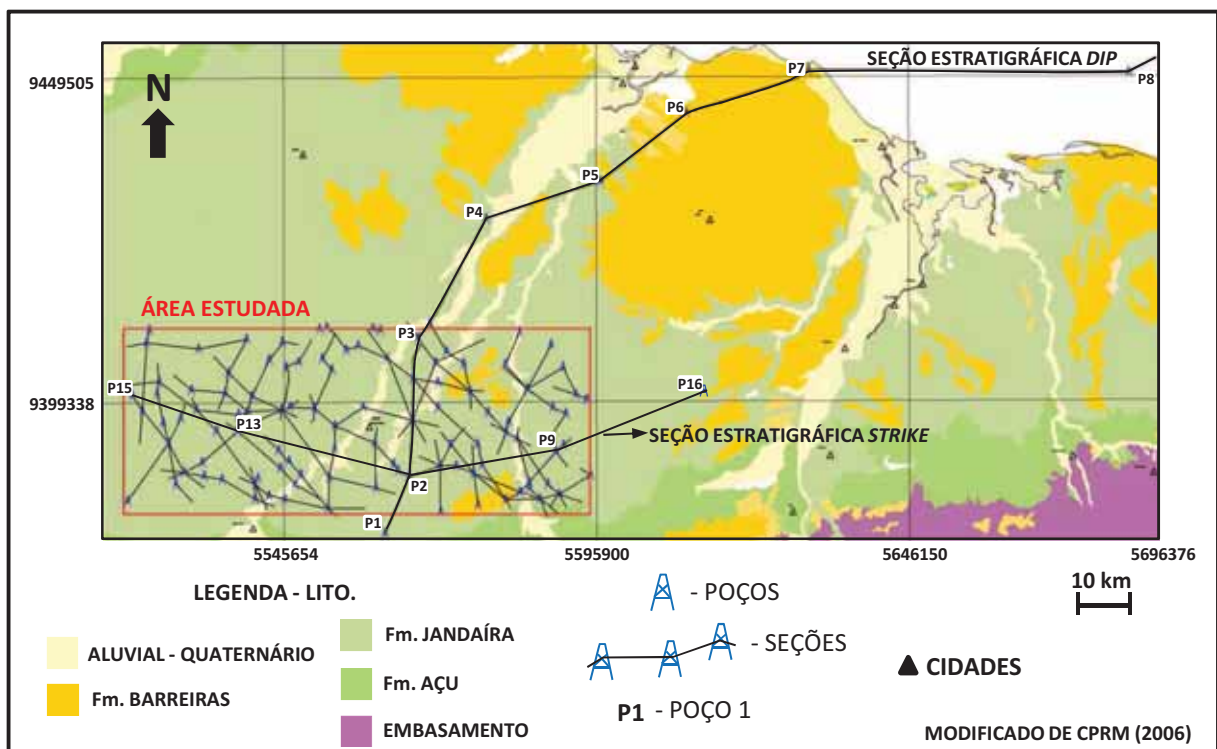 SEÇÃO ESTRATIGRÁFICA DIP
P7
P8
9449505
N
P6
P5
P4
ÁREA ESTUDADA
P3
P15
P16
9399338
P13
SEÇÃO ESTRATIGRÁFICA STRIKE
P9
P2
P1
5545654
5595900
5646150
5696376
LEGENDA - LITO.
- POÇOS
10 km
Fm. JANDAÍRA
- SEÇÕES
ALUVIAL - QUATERNÁRIO
CIDADES
Fm. AÇU
Fm. BARREIRAS
P1 - POÇO 1
EMBASAMENTO
MODIFICADO DE CPRM (2006)